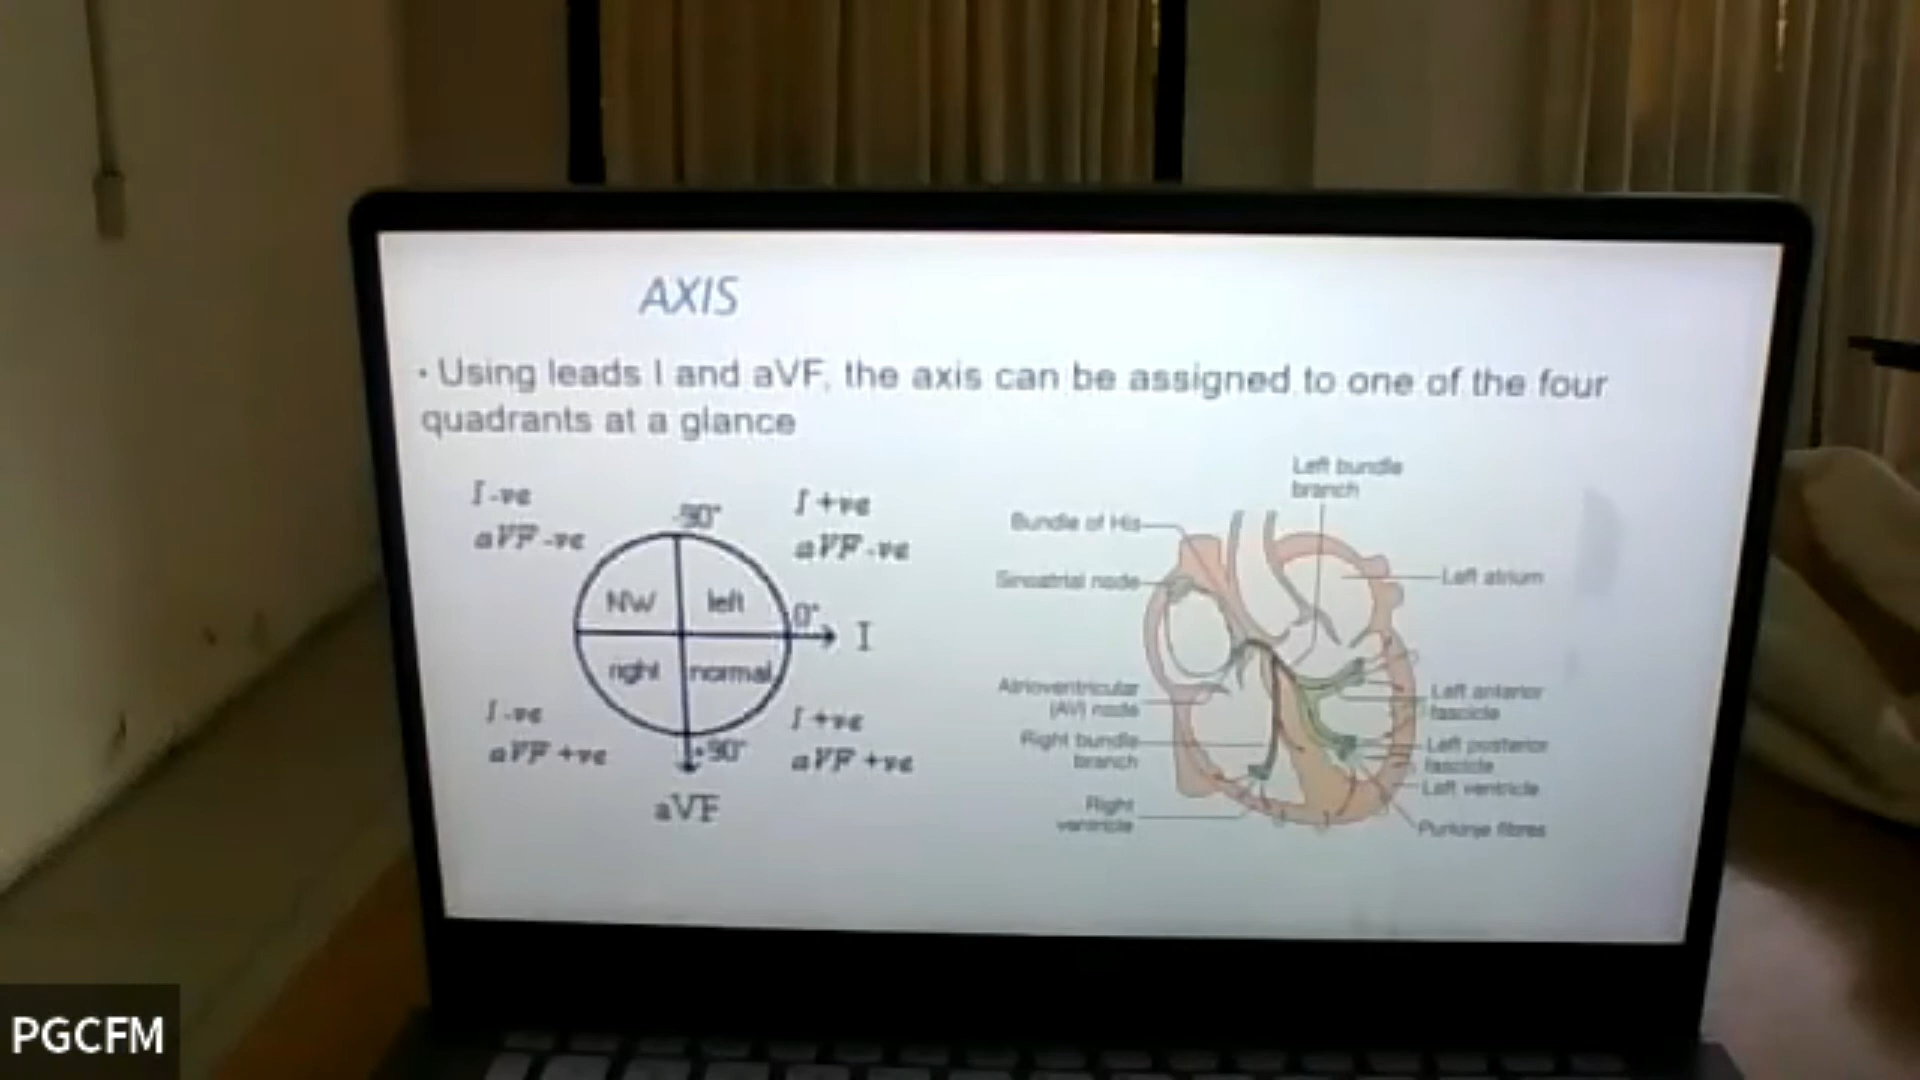 AXIS
• Using leads I and aVF, the axis can be assigned to one of the four
quadrants at a glance
I -ve
aVF -ve
-90°
I +ve
aVF -ve
NW
left
0°
I
right
normal
I -ve
aVF +ve
+90°
I +ve
aVF +ve
aVF
Left bundle
branch
Bundle of His
Sinoatrial node
Left atrium
Atrioventricular
(AV) node
Left anterior
fascicle
Right bundle
branch
Left posterior
fascicle
Left ventricle
Right
ventricle
Purkinje fibres
PGCFM